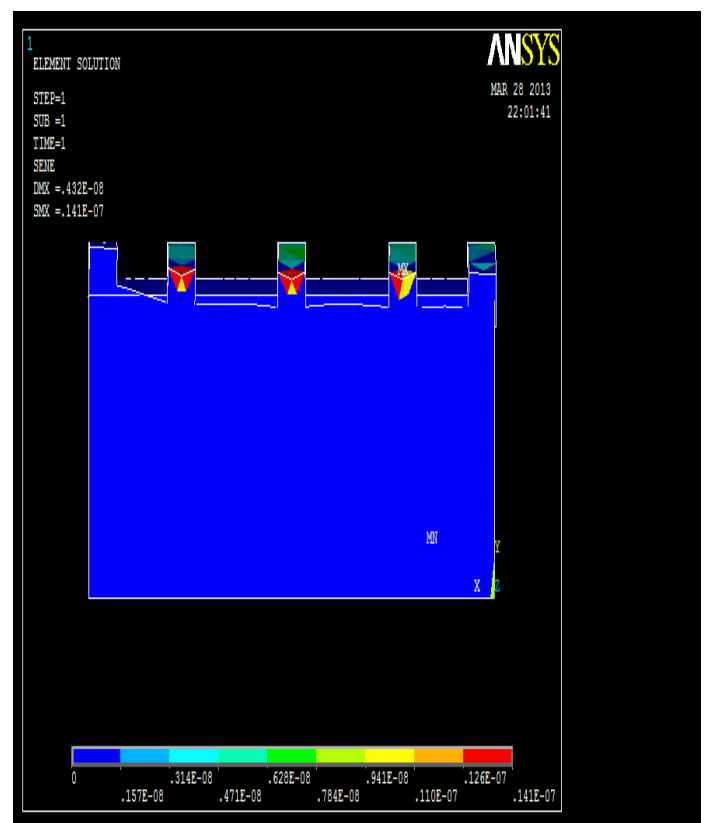 1
ANSYS
ELEMENT SOLUTION
MAR 28 2013
22:01:41
STEP=1
SUB =1
TIME=1
SENE
DMX =.432E-08
SMX =.141E-07
MX
MN
Y
X Z
0 .314E-08 .628E-08 .941E-08 .126E-07
.157E-08 .471E-08 .784E-08 .110E-07 .141E-07